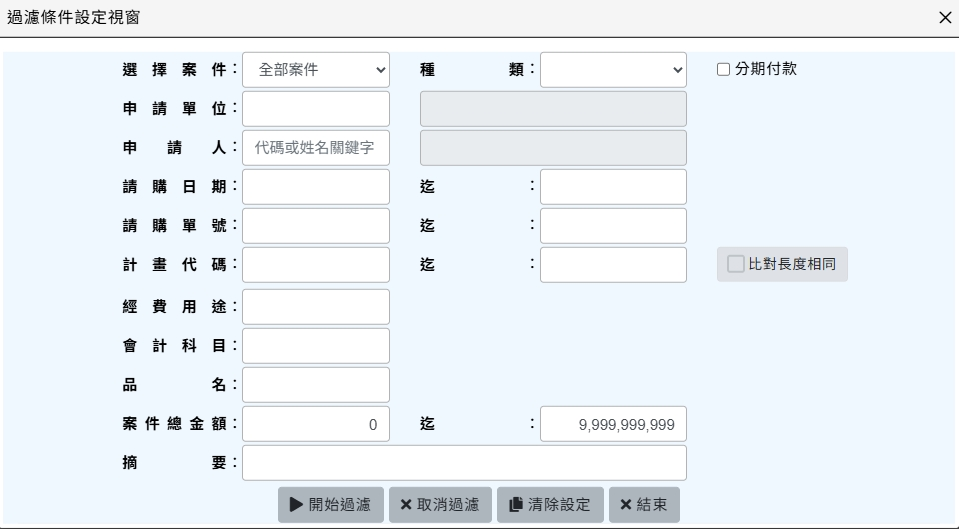 過濾條件設定視窗
選擇案件： 全部案件 種類： 分期付款
申請單位：
申請人： 代碼或姓名關鍵字
請購日期： 迄：
請購單號： 迄：
計畫代碼： 迄： 比對長度相同
經費用途：
會計科目：
品名：
案件總金額： 0 迄： 9,999,999,999
摘要：
開始過濾 取消過濾 清除設定 結束